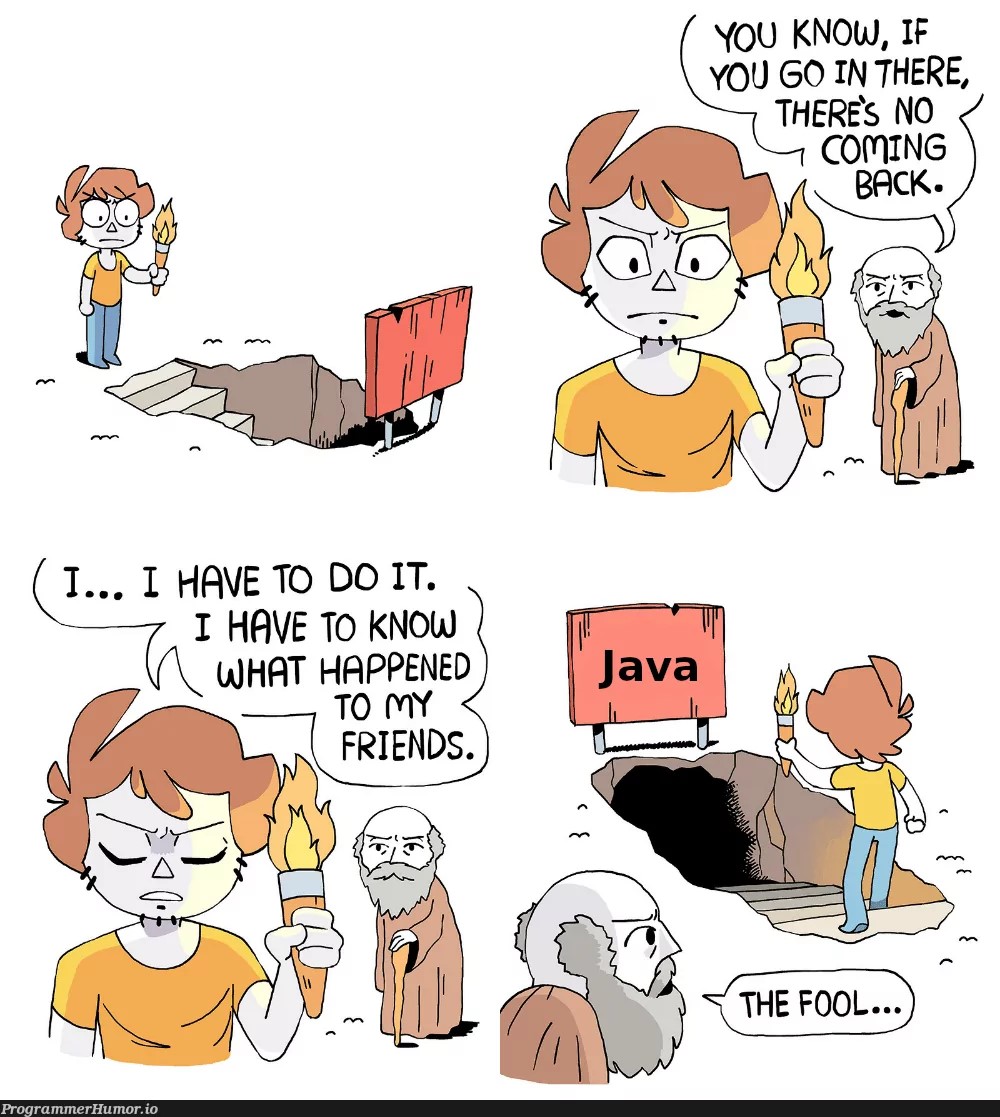 YOU KNOW, IF
YOU GO IN THERE,
THERE'S NO
COMING
BACK.
I... I HAVE TO DO IT.
I HAVE TO KNOW
WHAT HAPPENED
TO MY
FRIENDS.
Java
THE FOOL...
ProgrammerHumor.io